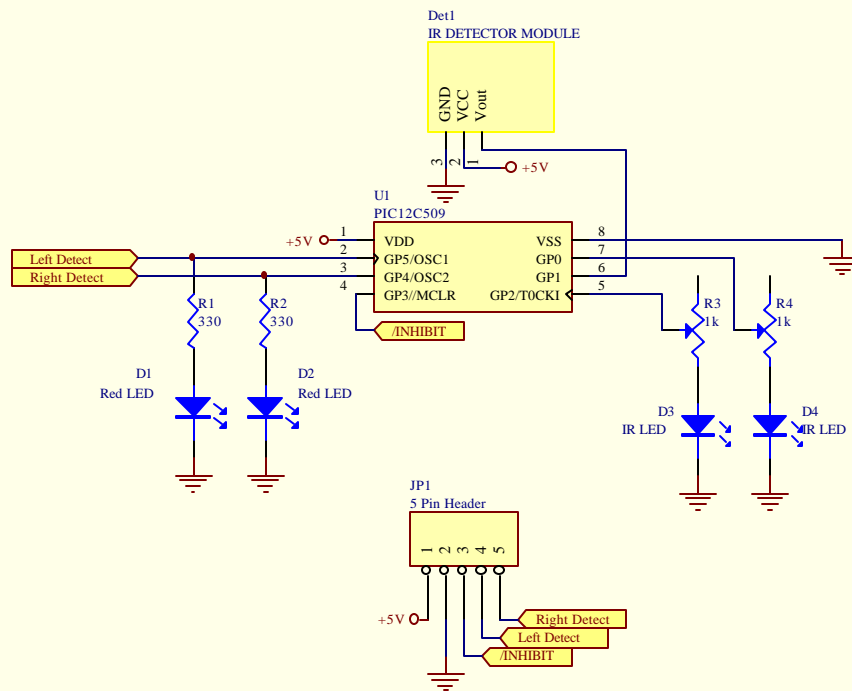 Det1
IR DETECTOR MODULE
GND
VCC
Vout
3
2
1
+5V
U1
PIC12C509
+5V
1
VDD
VSS
8
Left Detect
2
GP5/OSC1
GP0
7
Right Detect
3
GP4/OSC2
GP1
6
4
GP3//MCLR
GP2/T0CKI
5
/INHIBIT
R1
330
R2
330
R3
1k
R4
1k
D1
Red LED
D2
Red LED
D3
IR LED
D4
IR LED
JP1
5 Pin Header
1
2
3
4
5
+5V
Right Detect
Left Detect
/INHIBIT